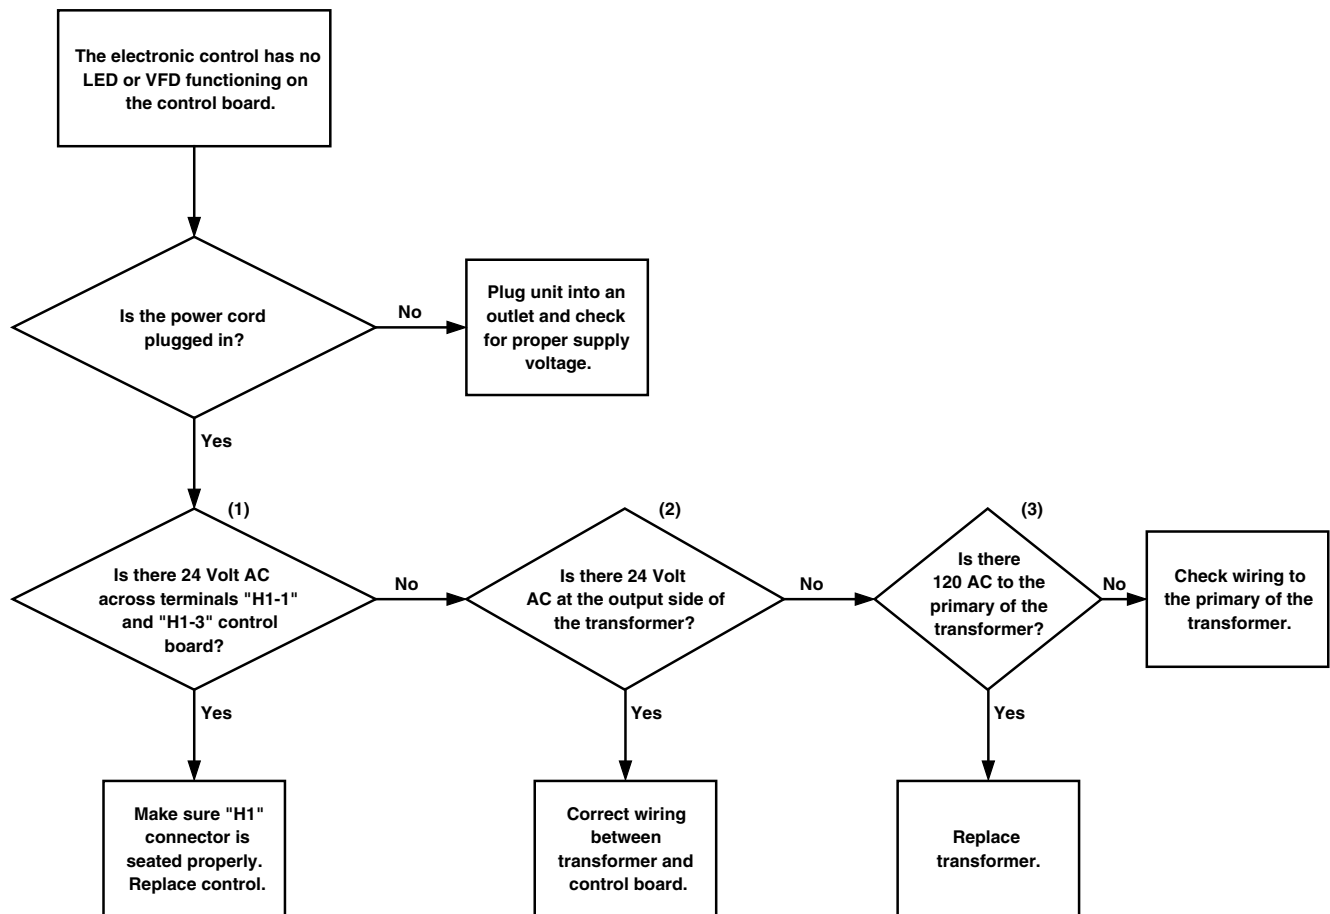 The electronic control has no
LED or VFD functioning on
the control board.
Is the power cord
plugged in?
No
Plug unit into an
outlet and check
for proper supply
voltage.
Yes
(1)
Is there 24 Volt AC
across terminals "H1-1"
and "H1-3" control
board?
No
(2)
Is there 24 Volt
AC at the output side of
the transformer?
No
(3)
Is there
120 AC to the
primary of the
transformer?
No
Check wiring to
the primary of the
transformer.
Yes
Make sure "H1"
connector is
seated properly.
Replace control.
Yes
Correct wiring
between
transformer and
control board.
Yes
Replace
transformer.